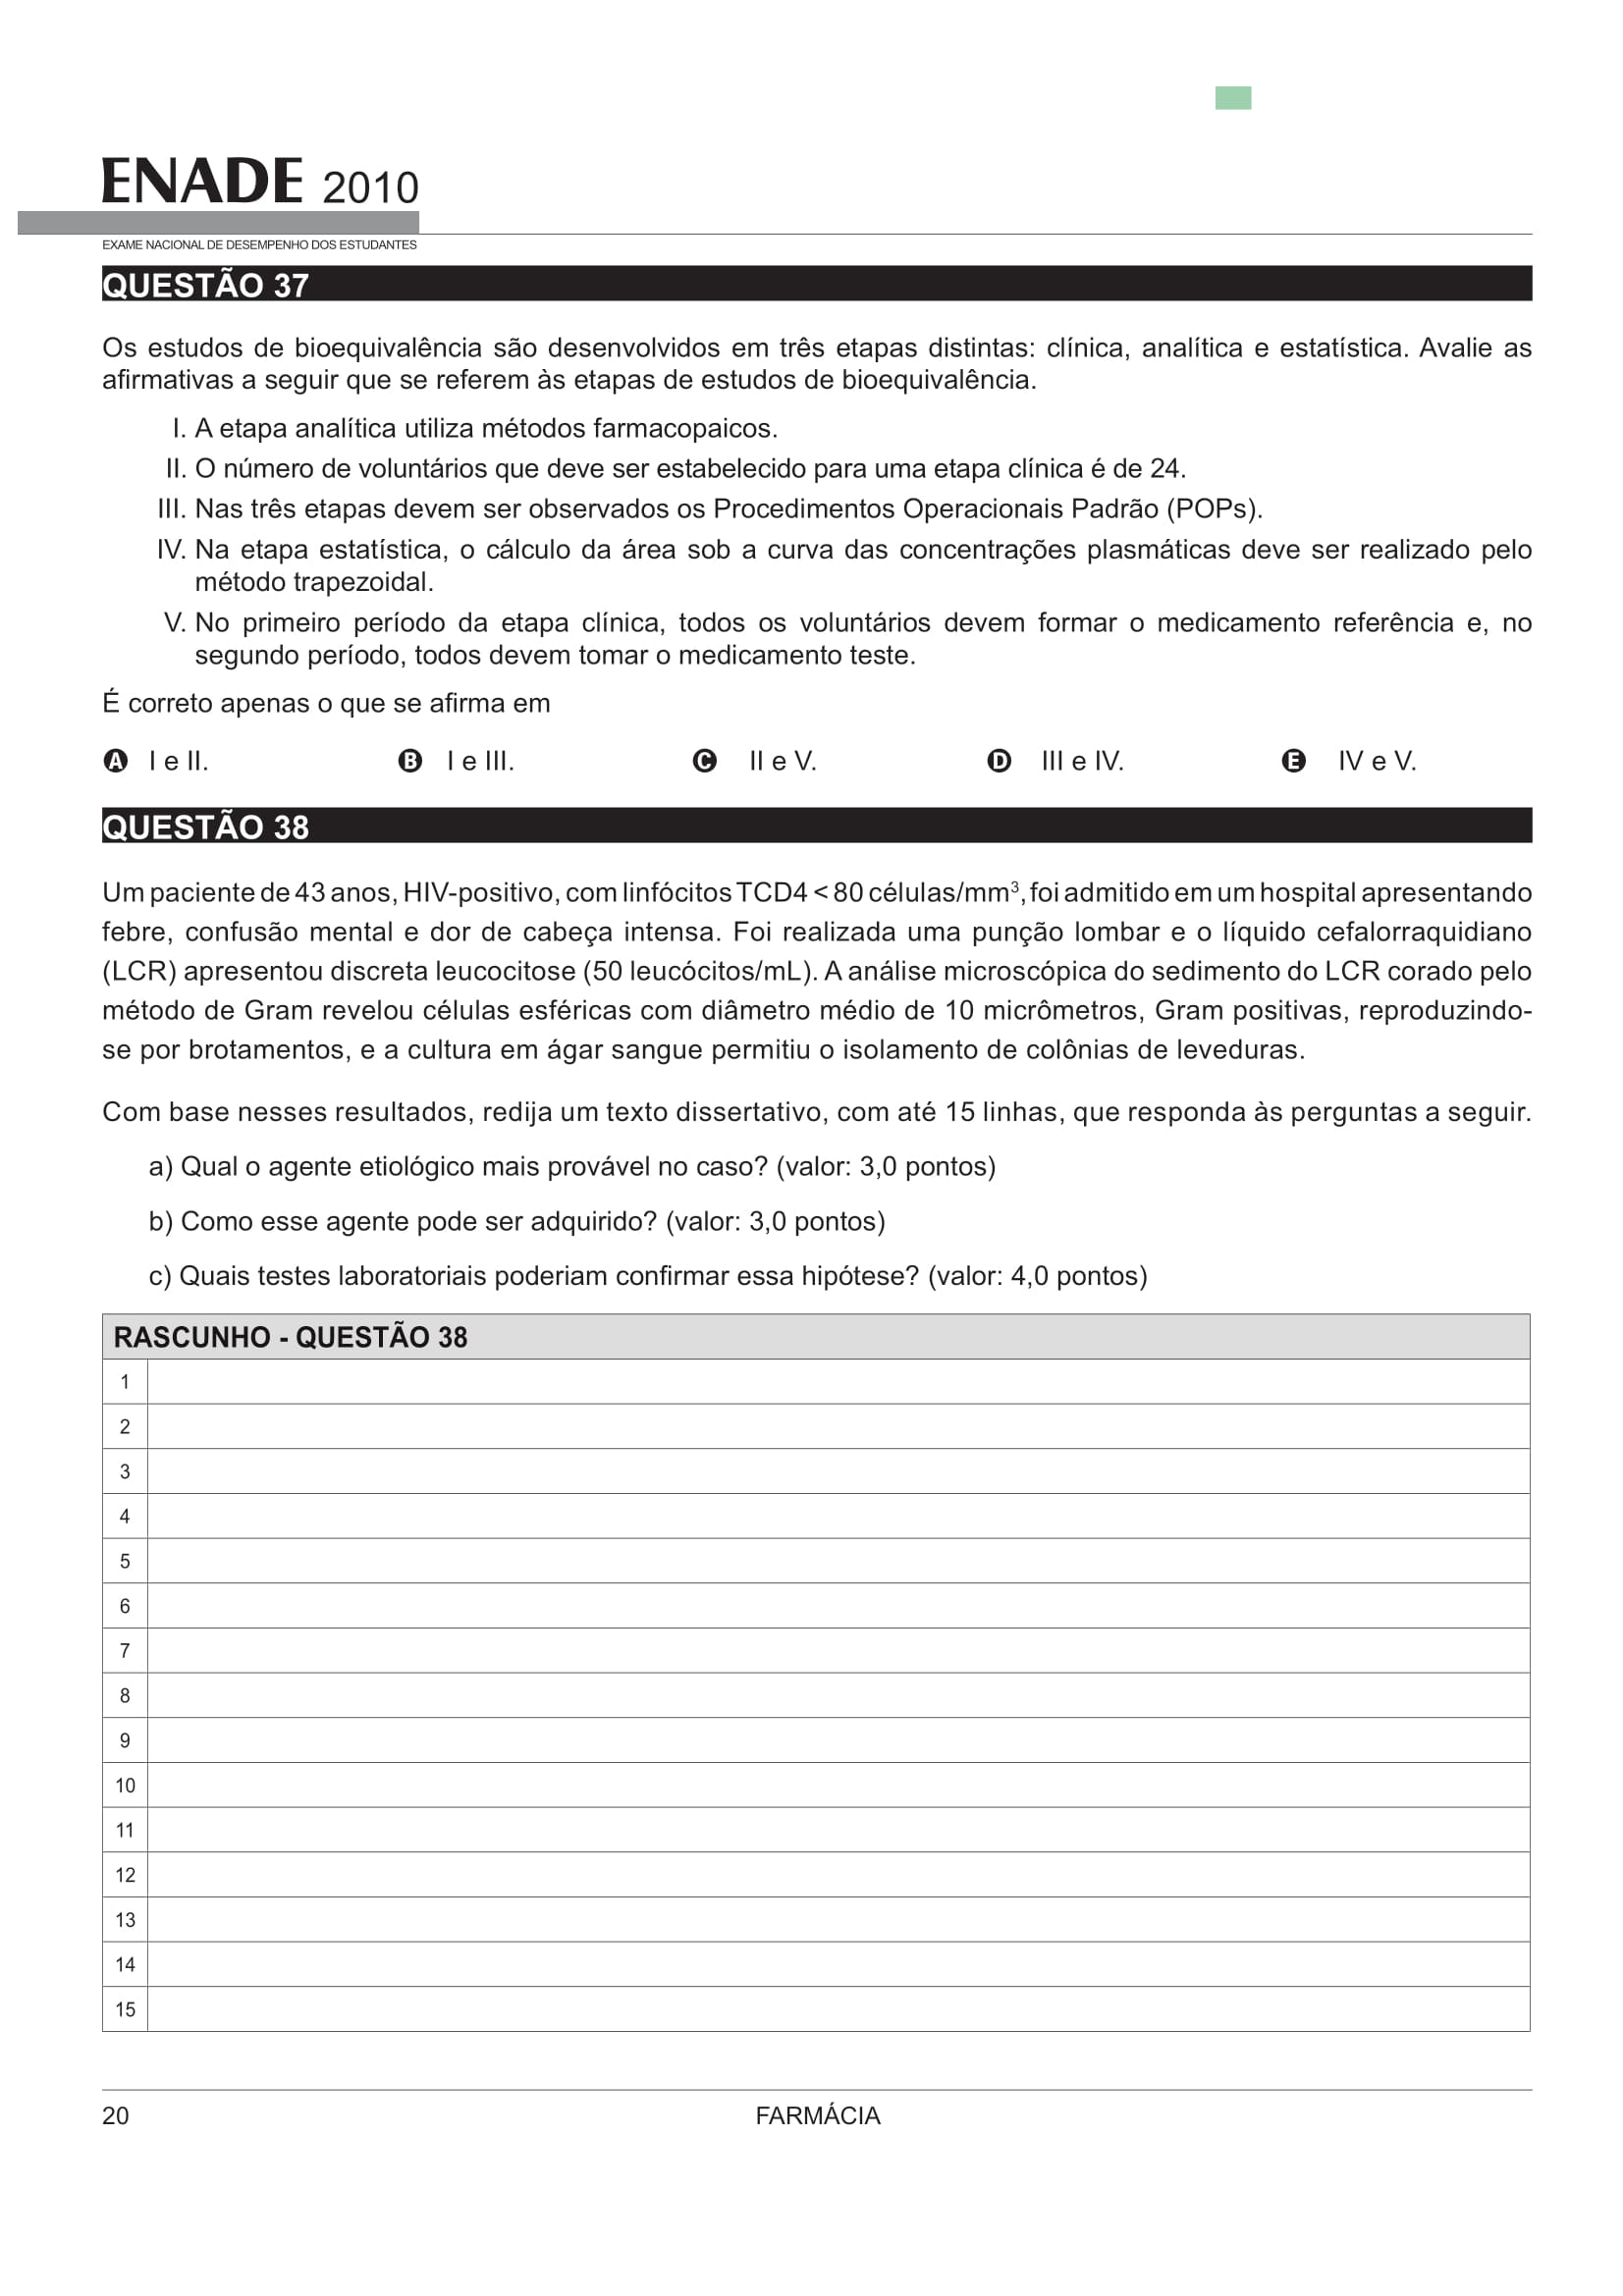 ENADE 2010
EXAME NACIONAL DE DESEMPENHO DOS ESTUDANTES
QUESTÃO 37
Os estudos de bioequivalência são desenvolvidos em três etapas distintas: clínica, analítica e estatística. Avalie as
afirmativas a seguir que se referem às etapas de estudos de bioequivalência.
I. A etapa analítica utiliza métodos farmacopaicos.
II. O número de voluntários que deve ser estabelecido para uma etapa clínica é de 24.
III. Nas três etapas devem ser observados os Procedimentos Operacionais Padrão (POPs).
IV. Na etapa estatística, o cálculo da área sob a curva das concentrações plasmáticas deve ser realizado pelo
método trapezoidal.
V. No primeiro período da etapa clínica, todos os voluntários devem formar o medicamento referência e, no
segundo período, todos devem tomar o medicamento teste.
É correto apenas o que se afirma em
A I e II. B I e III. C II e V. D III e IV. E IV e V.
QUESTÃO 38
Um paciente de 43 anos, HIV-positivo, com linfócitos TCD4 < 80 células/mm³, foi admitido em um hospital apresentando
febre, confusão mental e dor de cabeça intensa. Foi realizada uma punção lombar e o líquido cefalorraquidiano
(LCR) apresentou discreta leucocitose (50 leucócitos/mL). A análise microscópica do sedimento do LCR corado pelo
método de Gram revelou células esféricas com diâmetro médio de 10 micrômetros, Gram positivas, reproduzindo-
se por brotamentos, e a cultura em ágar sangue permitiu o isolamento de colônias de leveduras.
Com base nesses resultados, redija um texto dissertativo, com até 15 linhas, que responda às perguntas a seguir.
a) Qual o agente etiológico mais provável no caso? (valor: 3,0 pontos)
b) Como esse agente pode ser adquirido? (valor: 3,0 pontos)
c) Quais testes laboratoriais poderiam confirmar essa hipótese? (valor: 4,0 pontos)
RASCUNHO - QUESTÃO 38
1
2
3
4
5
6
7
8
9
10
11
12
13
14
15
20 FARMÁCIA